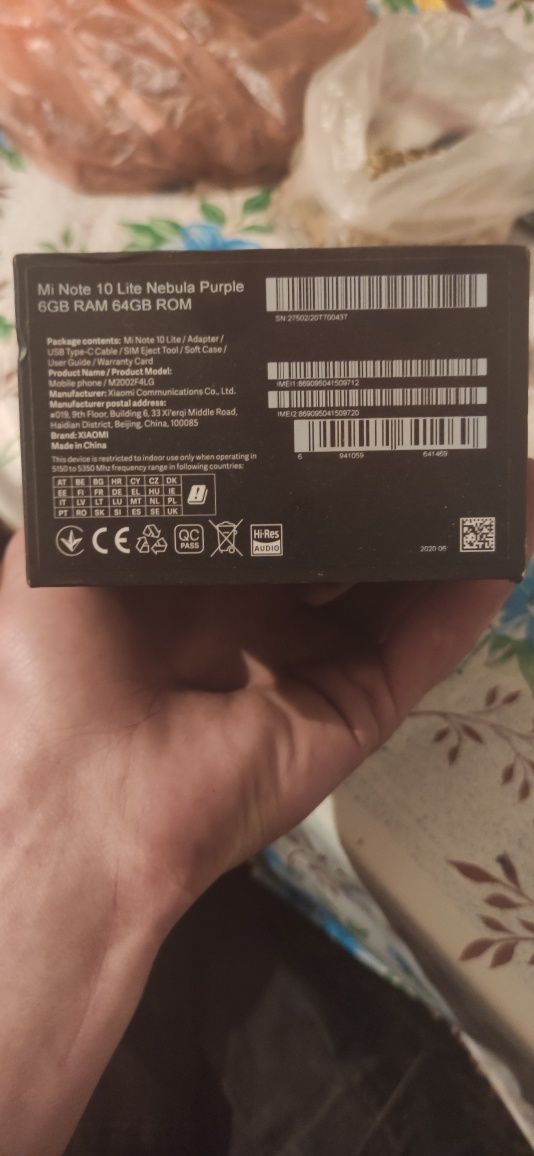 Mi Note 10 Lite Nebula Purple
6GB RAM 64GB ROM
SN:27502/20T700437
Package contents: Mi Note 10 Lite / Adapter /
USB Type-C Cable / SIM Eject Tool / Soft Case /
User Guide / Warranty Card
Product Name / Product Model:
Mobile phone / M2002F4LG
Manufacturer: Xiaomi Communications Co., Ltd.
Manufacturer postal address:
#019, 9th Floor, Building 6, 33 Xi'erqi Middle Road,
Haidian District, Beijing, China, 100085
Brand: XIAOMI
Made in China
IMEI1:869095041509712
IMEI2:869095041509720
6 941059 641469
This device is restricted to indoor use only when operating in
5150 to 5350 Mhz frequency range in following countries:
AT BE BG HR CY CZ DK
EE FI FR DE EL HU IE
IT LV LT LU MT NL PL
PT RO SK SI ES SE UK
CE
QC
PASS
Hi-Res
AUDIO
2020 06